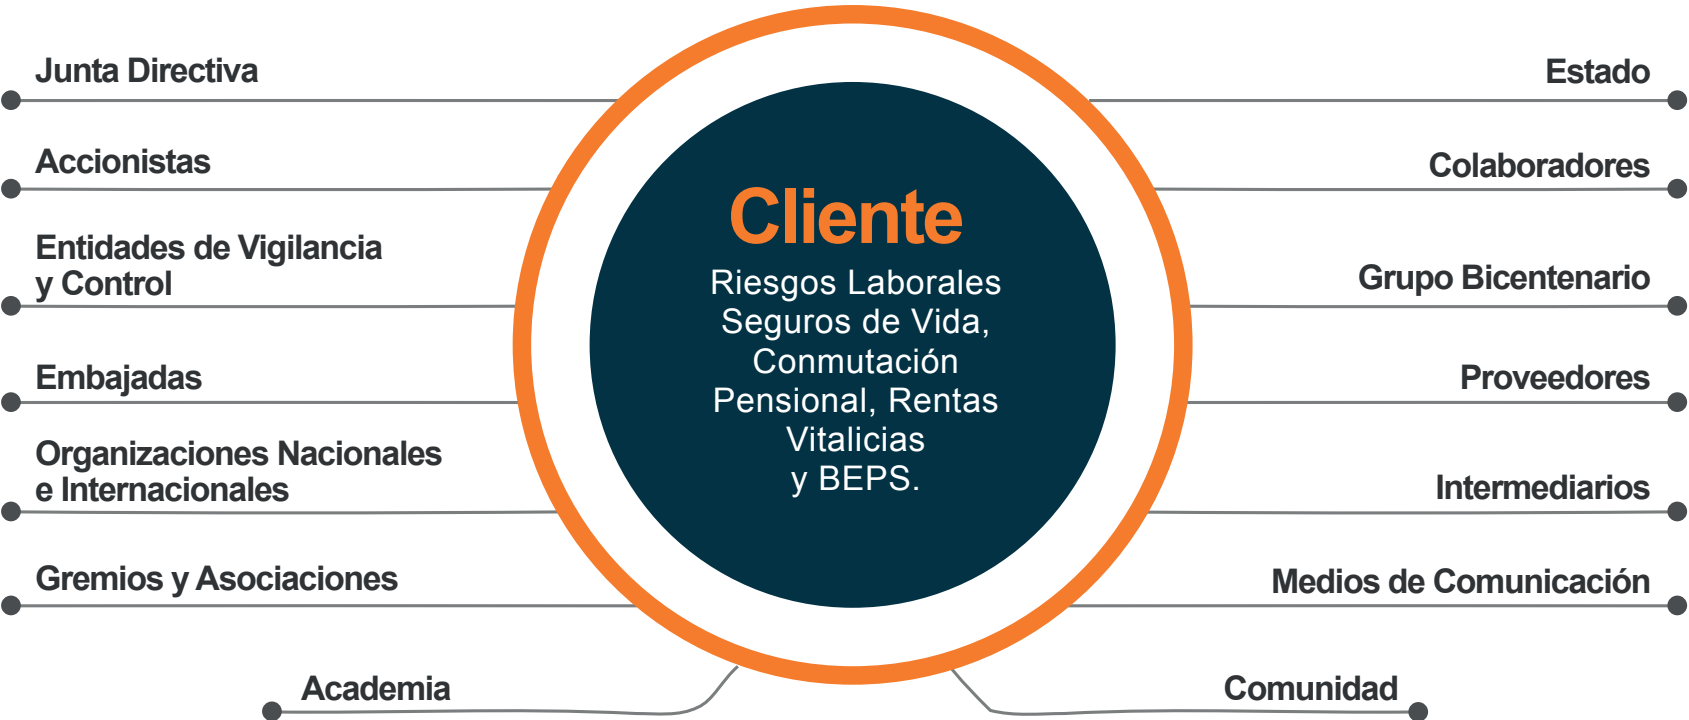 Junta Directiva
Accionistas
Entidades de Vigilancia
y Control
Embajadas
Organizaciones Nacionales
e Internacionales
Gremios y Asociaciones
Academia
Cliente
Riesgos Laborales
Seguros de Vida,
Conmutación
Pensional, Rentas
Vitalicias
y BEPS.
Estado
Colaboradores
Grupo Bicentenario
Proveedores
Intermediarios
Medios de Comunicación
Comunidad